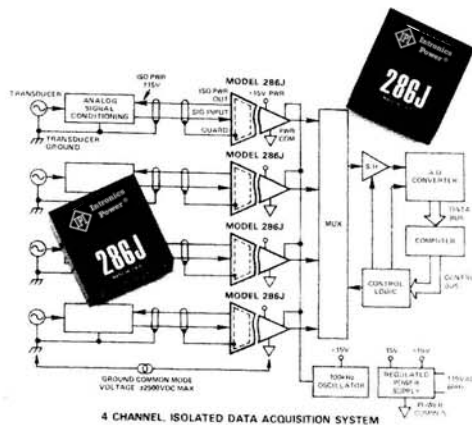 ISO PWR
±15V
TRANSDUCER
ANALOG
SIGNAL
CONDITIONING
TRANSDUCER
GROUND
ISO PWR
OUT
SIG INPUT
GUARD
MODEL 286J
+15V PWR
PWR
COM
MODEL 286J
MODEL 286J
MODEL 286J
Intronics
Power
286J
Intronics
Power
286J
MUX
S.H
A/D
CONVERTER
DATA
BUS
COMPUTER
CONTROL
LOGIC
CONTROL
BUS
+15V
100kHz
OSCILLATOR
15V
+15V
REGULATED
POWER
SUPPLY
POWER
COMMON
GROUND COMMON MODE
VOLTAGE ±2500VDC MAX
4 CHANNEL, ISOLATED DATA ACQUISITION SYSTEM